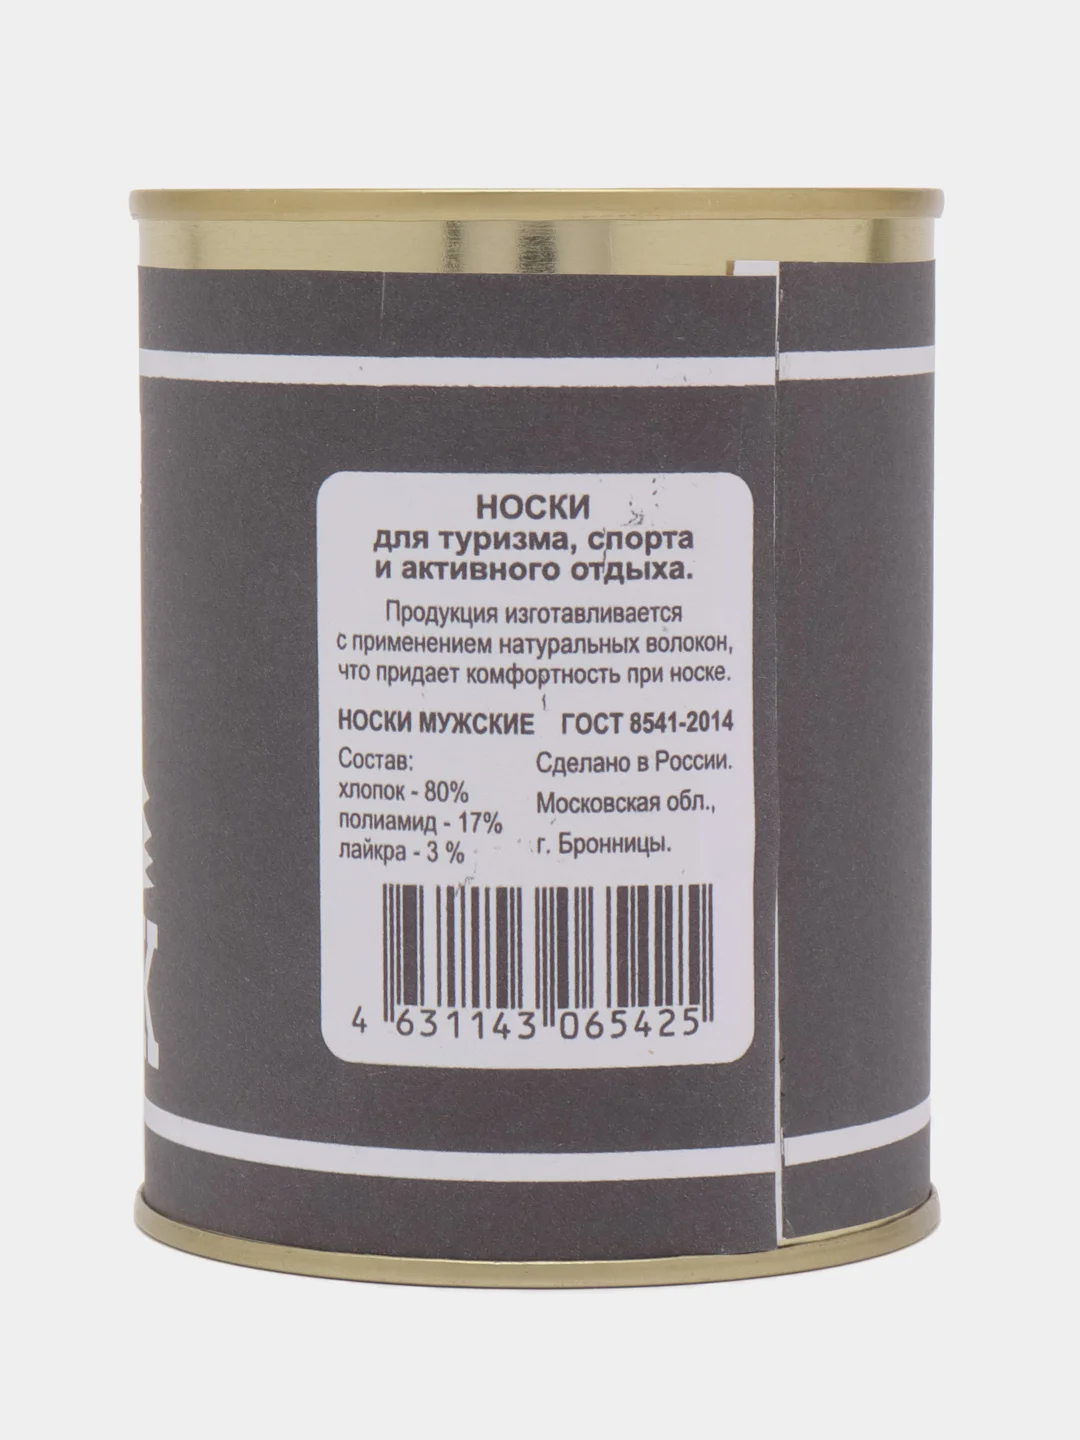 НОСКИ
для туризма, спорта
и активного отдыха.
Продукция изготавливается
с применением натуральных волокон,
что придает комфортность при носке.
НОСКИ МУЖСКИЕ ГОСТ 8541-2014
Состав:
хлопок - 80%
полиамид - 17%
лайкра - 3 %
Сделано в России.
Московская обл.,
г. Бронницы.
4 631143 065425